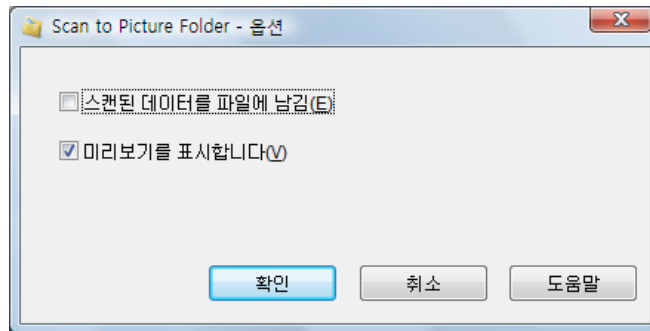 Scan to Picture Folder - 옵션
스캔된 데이터를 파일에 남김(E)
미리보기를 표시합니다(V)
확인 취소 도움말